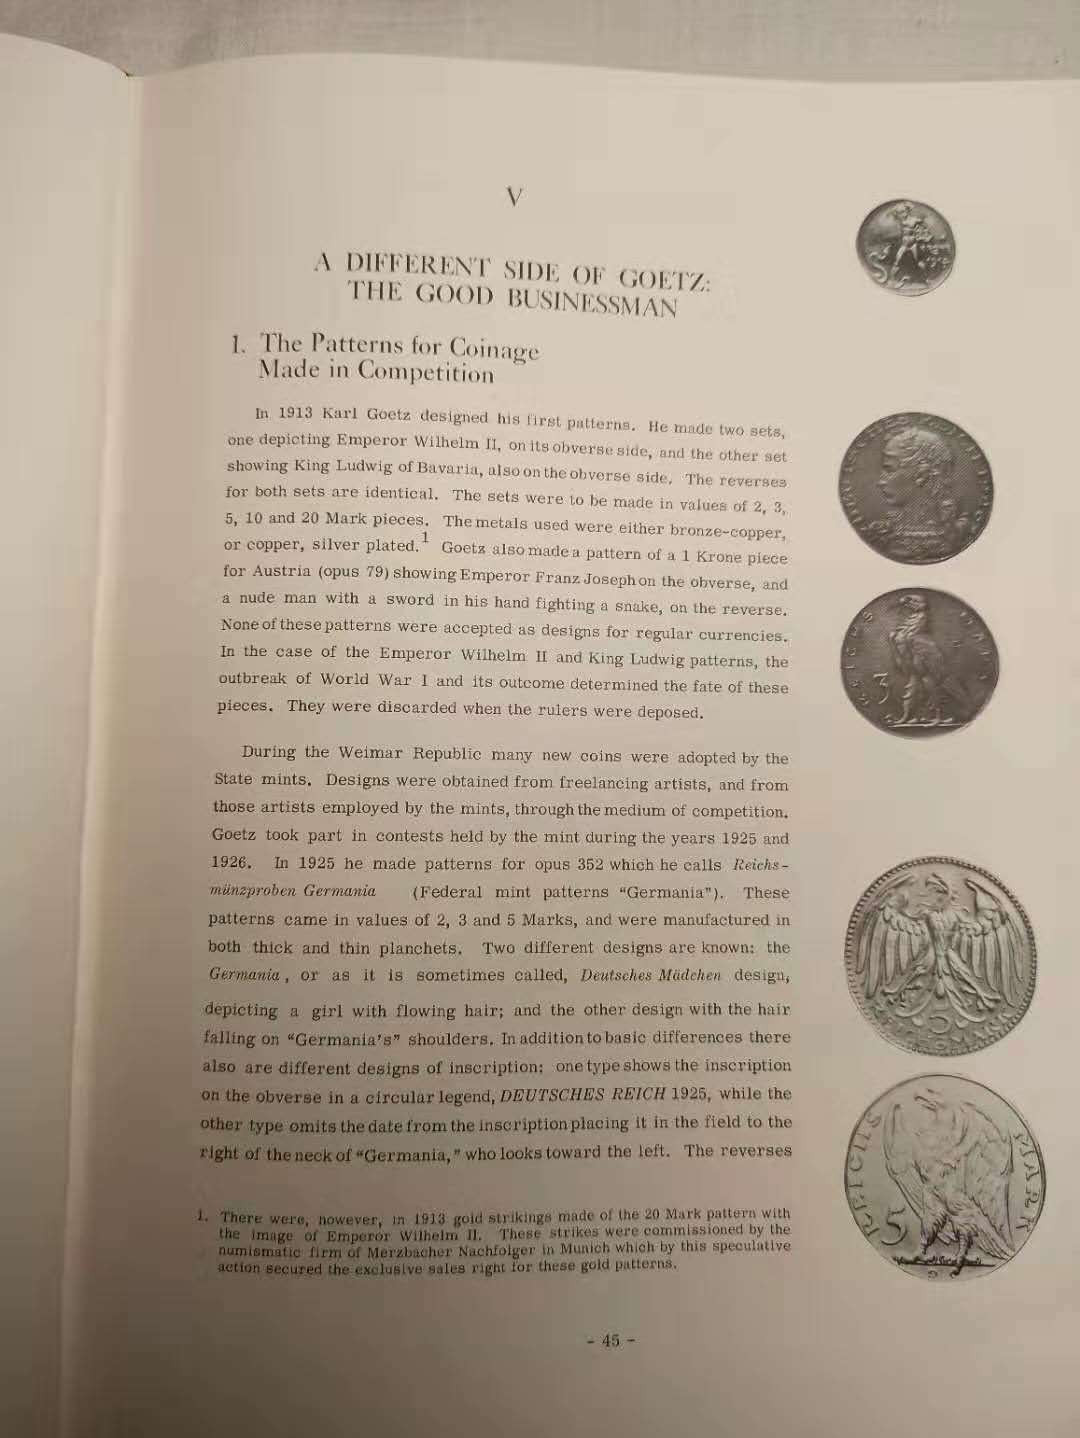 V
A DIFFERENT SIDE OF GOETZ:
THE GOOD BUSINESSMAN
1. The Patterns for Coinage
Made in Competition
In 1913 Karl Goetz designed his first patterns. He made two sets,
one depicting Emperor Wilhelm II, on its obverse side, and the other set
showing King Ludwig of Bavaria, also on the obverse side. The reverses
for both sets are identical. The sets were to be made in values of 2, 3,
5, 10 and 20 Mark pieces. The metals used were either bronze-copper,
or copper, silver plated.1 Goetz also made a pattern of a 1 Krone piece
for Austria (opus 79) showing Emperor Franz Joseph on the obverse, and
a nude man with a sword in his hand fighting a snake, on the reverse.
None of these patterns were accepted as designs for regular currencies.
In the case of the Emperor Wilhelm II and King Ludwig patterns, the
outbreak of World War I and its outcome determined the fate of these
pieces. They were discarded when the rulers were deposed.
During the Weimar Republic many new coins were adopted by the
State mints. Designs were obtained from freelancing artists, and from
those artists employed by the mints, through the medium of competition.
Goetz took part in contests held by the mint during the years 1925 and
1926. In 1925 he made patterns for opus 352 which he calls Reichs-
münzproben Germania (Federal mint patterns “Germania”). These
patterns came in values of 2, 3 and 5 Marks, and were manufactured in
both thick and thin planchets. Two different designs are known: the
Germania, or as it is sometimes called, Deutsches Mädchen design,
depicting a girl with flowing hair; and the other design with the hair
falling on “Germania’s” shoulders. In addition to basic differences there
also are different designs of inscription: one type shows the inscription
on the obverse in a circular legend, DEUTSCHES REICH 1925, while the
other type omits the date from the inscription placing it in the field to the
right of the neck of “Germania,” who looks toward the left. The reverses
1. There were, however, in 1913 gold strikings made of the 20 Mark pattern with
the image of Emperor Wilhelm II. These strikes were commissioned by the
numismatic firm of Merzbacher Nachfolger in Munich which by this speculative
action secured the exclusive sales right for these gold patterns.
- 45 -
3
5
REICHS MARK
5
D